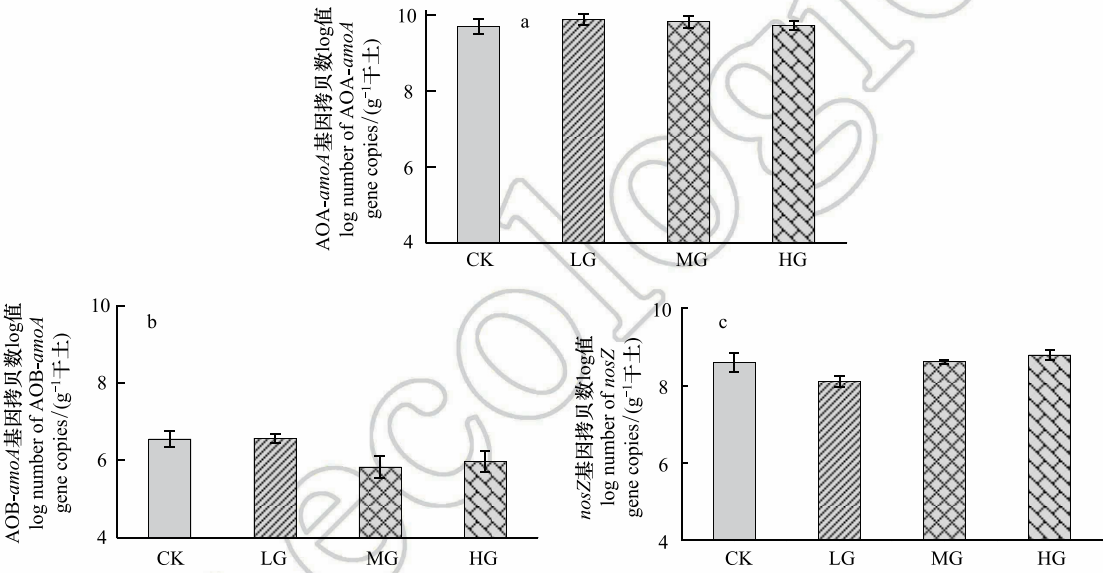 AOA-amoA基因拷贝数log值
log number of AOA-amoA
gene copies/(g⁻¹干土)
10
8
6
4
a
CK LG MG HG
AOB-amoA基因拷贝数log值
log number of AOB-amoA
gene copies/(g⁻¹干土)
10
8
6
4
b
CK LG MG HG
nosZ基因拷贝数log值
log number of nosZ
gene copies/(g⁻¹干土)
10
8
6
4
c
CK LG MG HG